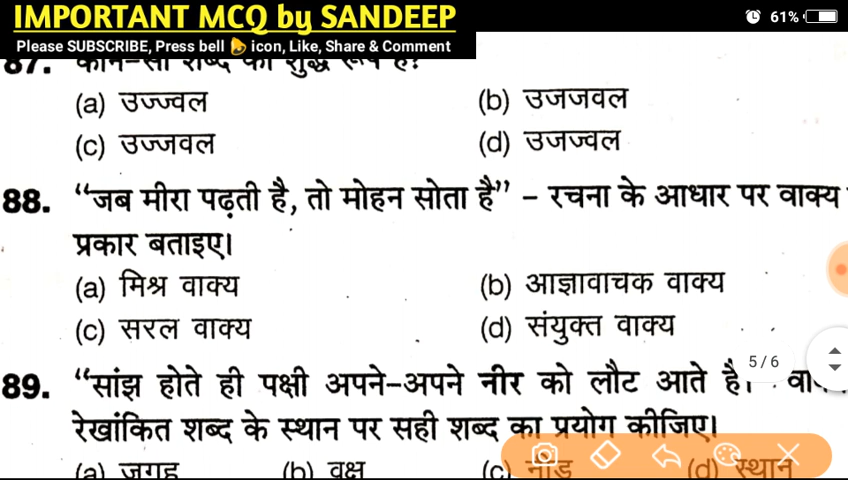 IMPORTANT MCQ by SANDEEP
Please SUBSCRIBE, Press bell icon, Like, Share & Comment
61%
87. कौन-सा शब्द का शुद्ध रूप है?
(a) उज्ज्वल (b) उजजवल
(c) उज्जवल (d) उजज्वल
88. “जब मीरा पढ़ती है, तो मोहन सोता है” – रचना के आधार पर वाक्य
प्रकार बताइए।
(a) मिश्र वाक्य (b) आज्ञावाचक वाक्य
(c) सरल वाक्य (d) संयुक्त वाक्य
5/6
89. “सांझ होते ही पक्षी अपने-अपने नीर को लौट आते है।
रेखांकित शब्द के स्थान पर सही शब्द का प्रयोग कीजिए।
(a) जगह (b) वृक्ष (c) नीड़ (d) स्थान